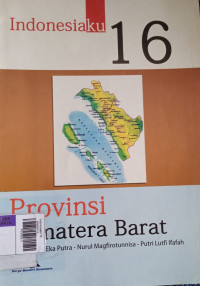 Indonesiaku
16
Provinsi
matera Barat
Eka Putra - Nurul Magfirotunnisa - Putri Lutfi Ifafah